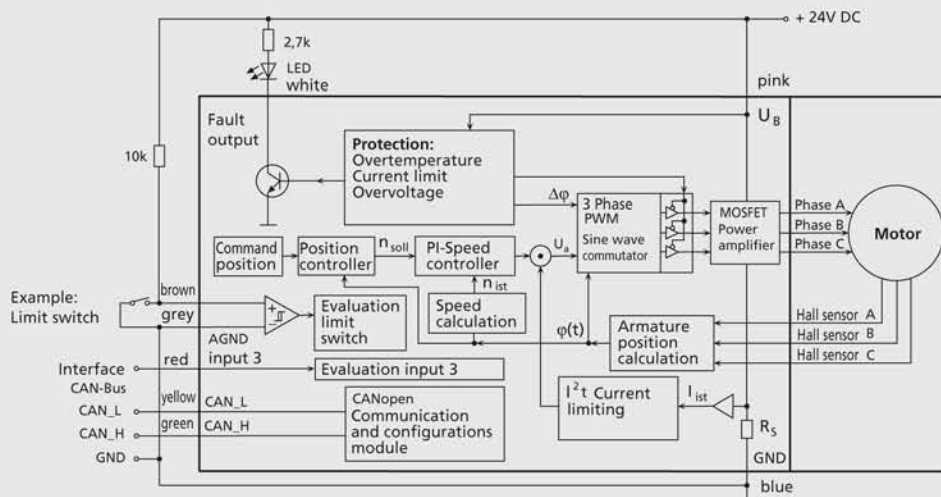 + 24V DC
2,7k
LED
white
pink
Fault
output
U_B
10k
Protection:
Overtemperature
Current limit
Overvoltage
Δφ
3 Phase
PWM
Sine wave
commutator
MOSFET
Power
amplifier
Phase A
Phase B
Phase C
Motor
Command
position
Position
controller
n_soll
PI-Speed
controller
U_a
n_ist
Example:
Limit switch
brown
grey
Evaluation
limit
switch
Speed
calculation
φ(t)
Armature
position
calculation
Hall sensor A
Hall sensor B
Hall sensor C
AGND
input 3
Interface
red
Evaluation input 3
CAN-Bus
CAN_L
yellow
CAN_L
CAN_H
green
CAN_H
CANopen
Communication
and configurations
module
I²t Current
limiting
I_ist
R_S
GND
GND
blue